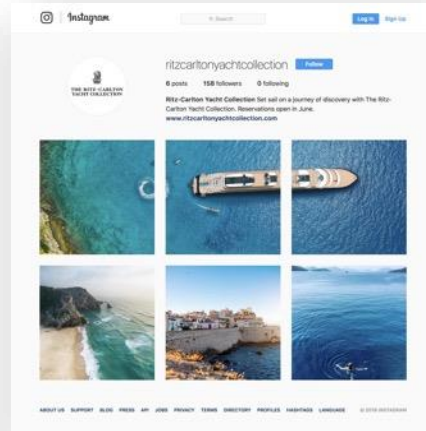 Instagram
Search
Log In
Sign Up
ritzcarltonyachtcollection
Follow
6 posts 158 followers 0 following
THE RITZ-CARLTON
YACHT COLLECTION
Ritz-Carlton Yacht Collection Set sail on a journey of discovery with The Ritz-
Carlton Yacht Collection. Reservations open in June.
www.ritzcarltonyachtcollection.com
ABOUT US SUPPORT BLOG PRESS API JOBS PRIVACY TERMS DIRECTORY PROFILES HASHTAGS LANGUAGE
© 2018 INSTAGRAM